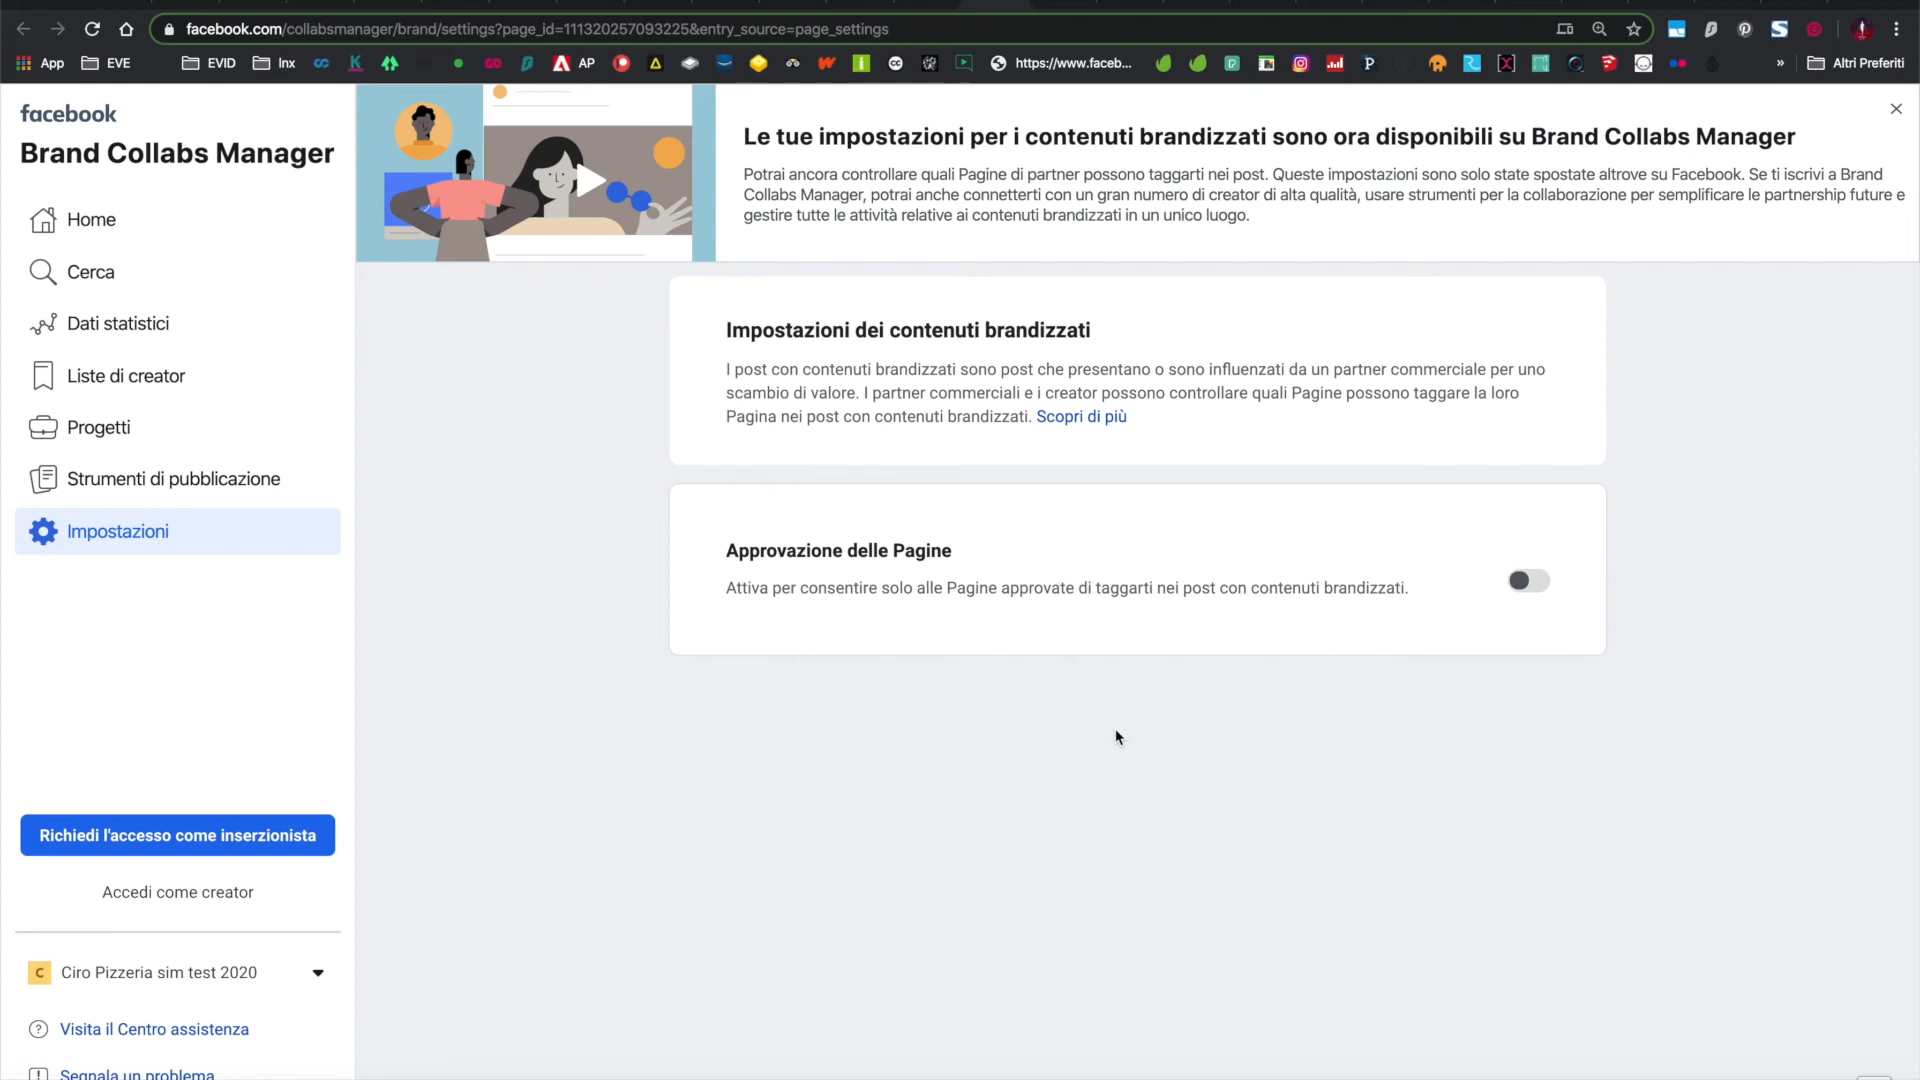 facebook.com/collabsmanager/brand/settings?page_id=111320257093225&entry_source=page_settings
App EVE EVID Inx AP https://www.faceb... » Altri Preferiti
facebook
Brand Collabs Manager
Home
Cerca
Dati statistici
Liste di creator
Progetti
Strumenti di pubblicazione
Impostazioni
Richiedi l'accesso come inserzionista
Accedi come creator
C Ciro Pizzeria sim test 2020
Visita il Centro assistenza
Segnala un problema
Le tue impostazioni per i contenuti brandizzati sono ora disponibili su Brand Collabs Manager
Potrai ancora controllare quali Pagine di partner possono taggarti nei post. Queste impostazioni sono solo state spostate altrove su Facebook. Se ti iscrivi a Brand
Collabs Manager, potrai anche connetterti con un gran numero di creator di alta qualità, usare strumenti per la collaborazione per semplificare le partnership future e
gestire tutte le attività relative ai contenuti brandizzati in un unico luogo.
Impostazioni dei contenuti brandizzati
I post con contenuti brandizzati sono post che presentano o sono influenzati da un partner commerciale per uno
scambio di valore. I partner commerciali e i creator possono controllare quali Pagine possono taggare la loro
Pagina nei post con contenuti brandizzati. Scopri di più
Approvazione delle Pagine
Attiva per consentire solo alle Pagine approvate di taggarti nei post con contenuti brandizzati.